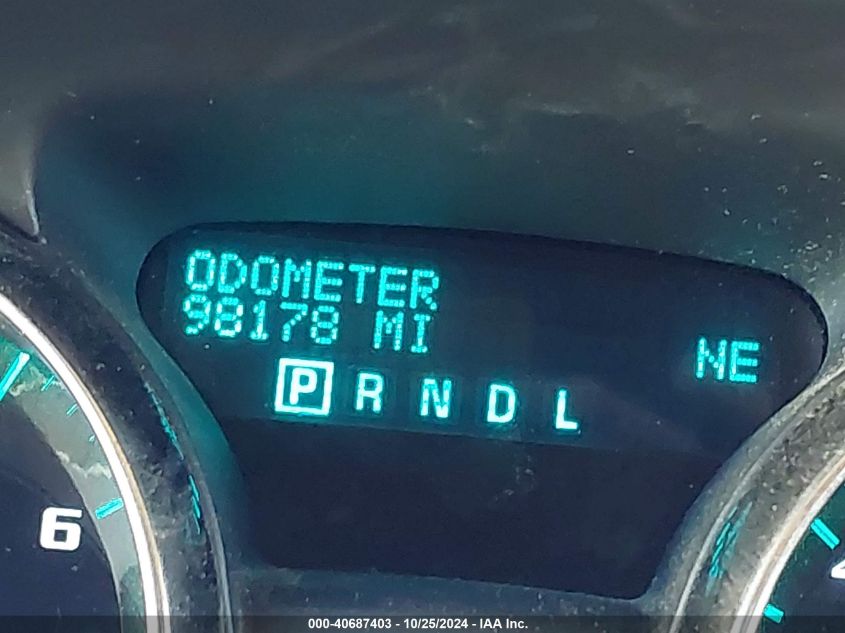 ODOMETER
98178 MI
NE
P R N D L
6
000-40687403 - 10/25/2024 - IAA Inc.